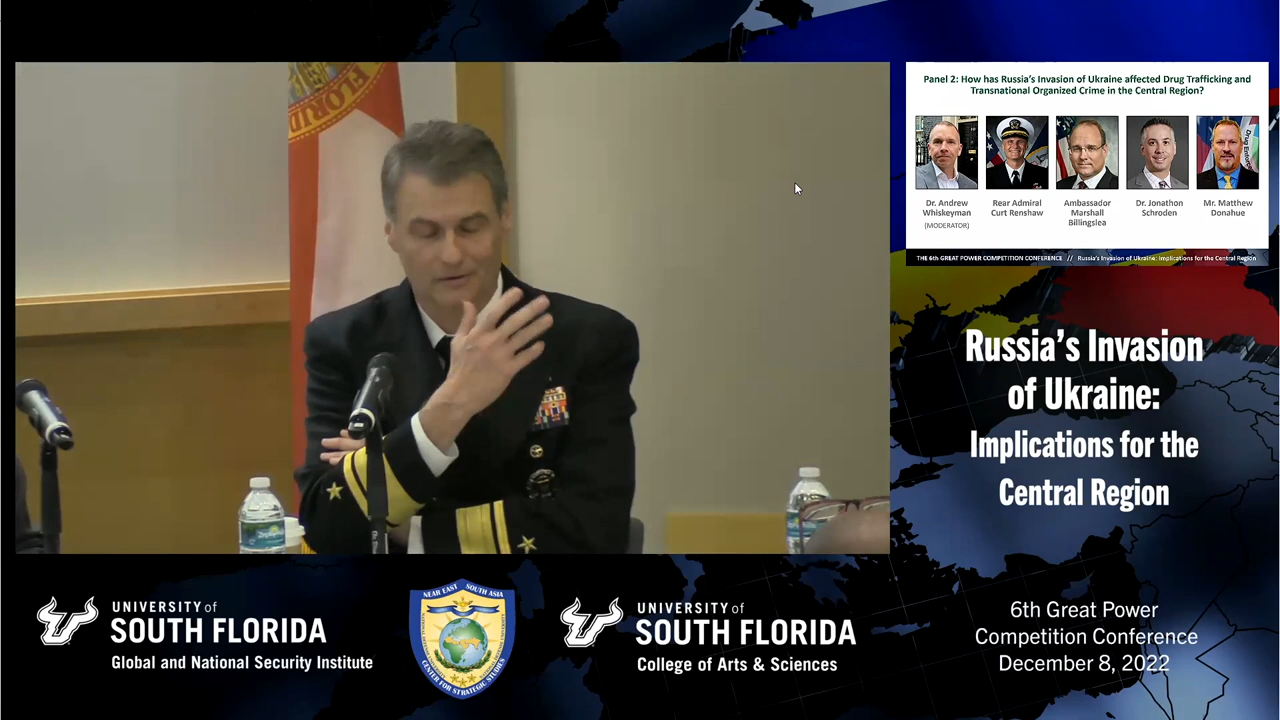 FLORID
Panel 2: How has Russia's Invasion of Ukraine affected Drug Trafficking and
Transnational Organized Crime in the Central Region?
Dr. Andrew
Whiskeyman
(MODERATOR)
Rear Admiral
Curt Renshaw
Ambassador
Marshall
Billingslea
Dr. Jonathon
Schroden
Mr. Matthew
Donahue
THE 6th GREAT POWER COMPETITION CONFERENCE // Russia's Invasion of Ukraine: Implications for the Central Region
Russia's Invasion
of Ukraine:
Implications for the
Central Region
UNIVERSITY of
SOUTH FLORIDA
Global and National Security Institute
NEAR EAST SOUTH ASIA
CENTER FOR STRATEGIC STUDIES
UNIVERSITY of
SOUTH FLORIDA
College of Arts & Sciences
6th Great Power
Competition Conference
December 8, 2022